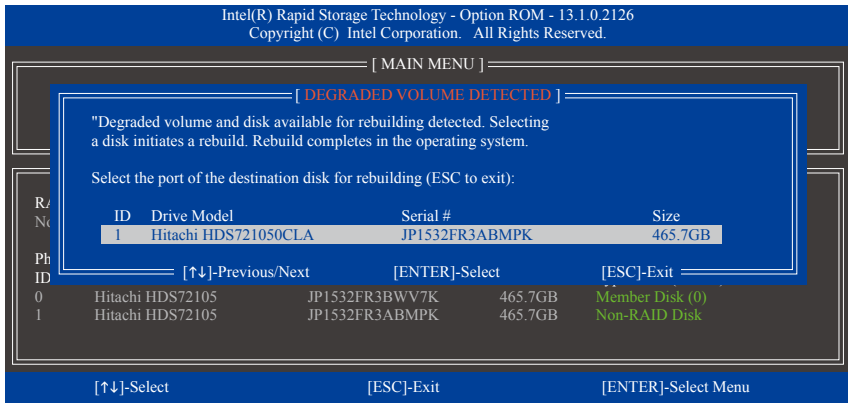 Intel(R) Rapid Storage Technology - Option ROM - 13.1.0.2126
Copyright (C) Intel Corporation. All Rights Reserved.
[ MAIN MENU ]
[ DEGRADED VOLUME DETECTED ]
"Degraded volume and disk available for rebuilding detected. Selecting
a disk initiates a rebuild. Rebuild completes in the operating system.
Select the port of the destination disk for rebuilding (ESC to exit):
ID Drive Model Serial # Size
1 Hitachi HDS721050CLA JP1532FR3ABMPK 465.7GB
[↑↓]-Previous/Next [ENTER]-Select [ESC]-Exit
ID
0 Hitachi HDS72105 JP1532FR3BWV7K 465.7GB Member Disk (0)
1 Hitachi HDS72105 JP1532FR3ABMPK 465.7GB Non-RAID Disk
[↑↓]-Select [ESC]-Exit [ENTER]-Select Menu